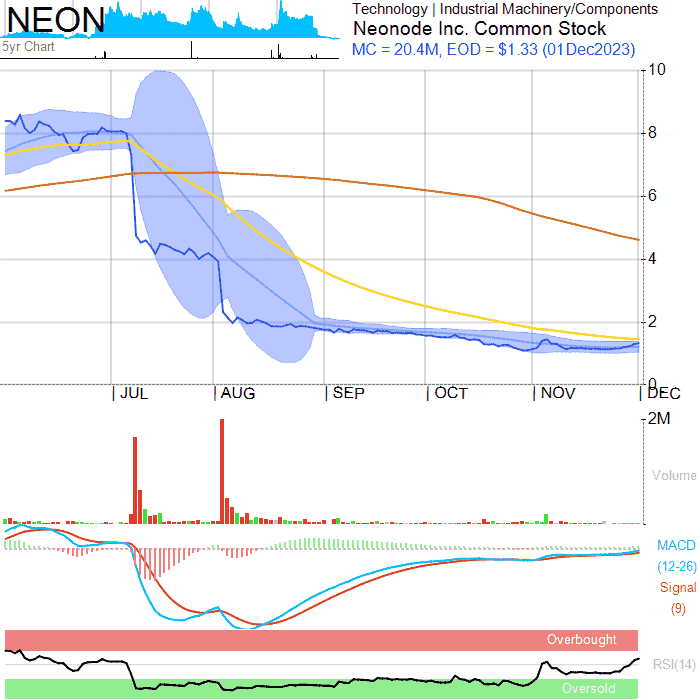 NEON
5yr Chart
Technology | Industrial Machinery/Components
Neonode Inc. Common Stock
MC = 20.4M, EOD = $1.33 (01Dec2023)
10
8
6
4
2
0
JUL
AUG
SEP
OCT
NOV
DEC
2M
Volume
MACD
(12-26)
Signal
(9)
Overbought
RSI(14)
Oversold